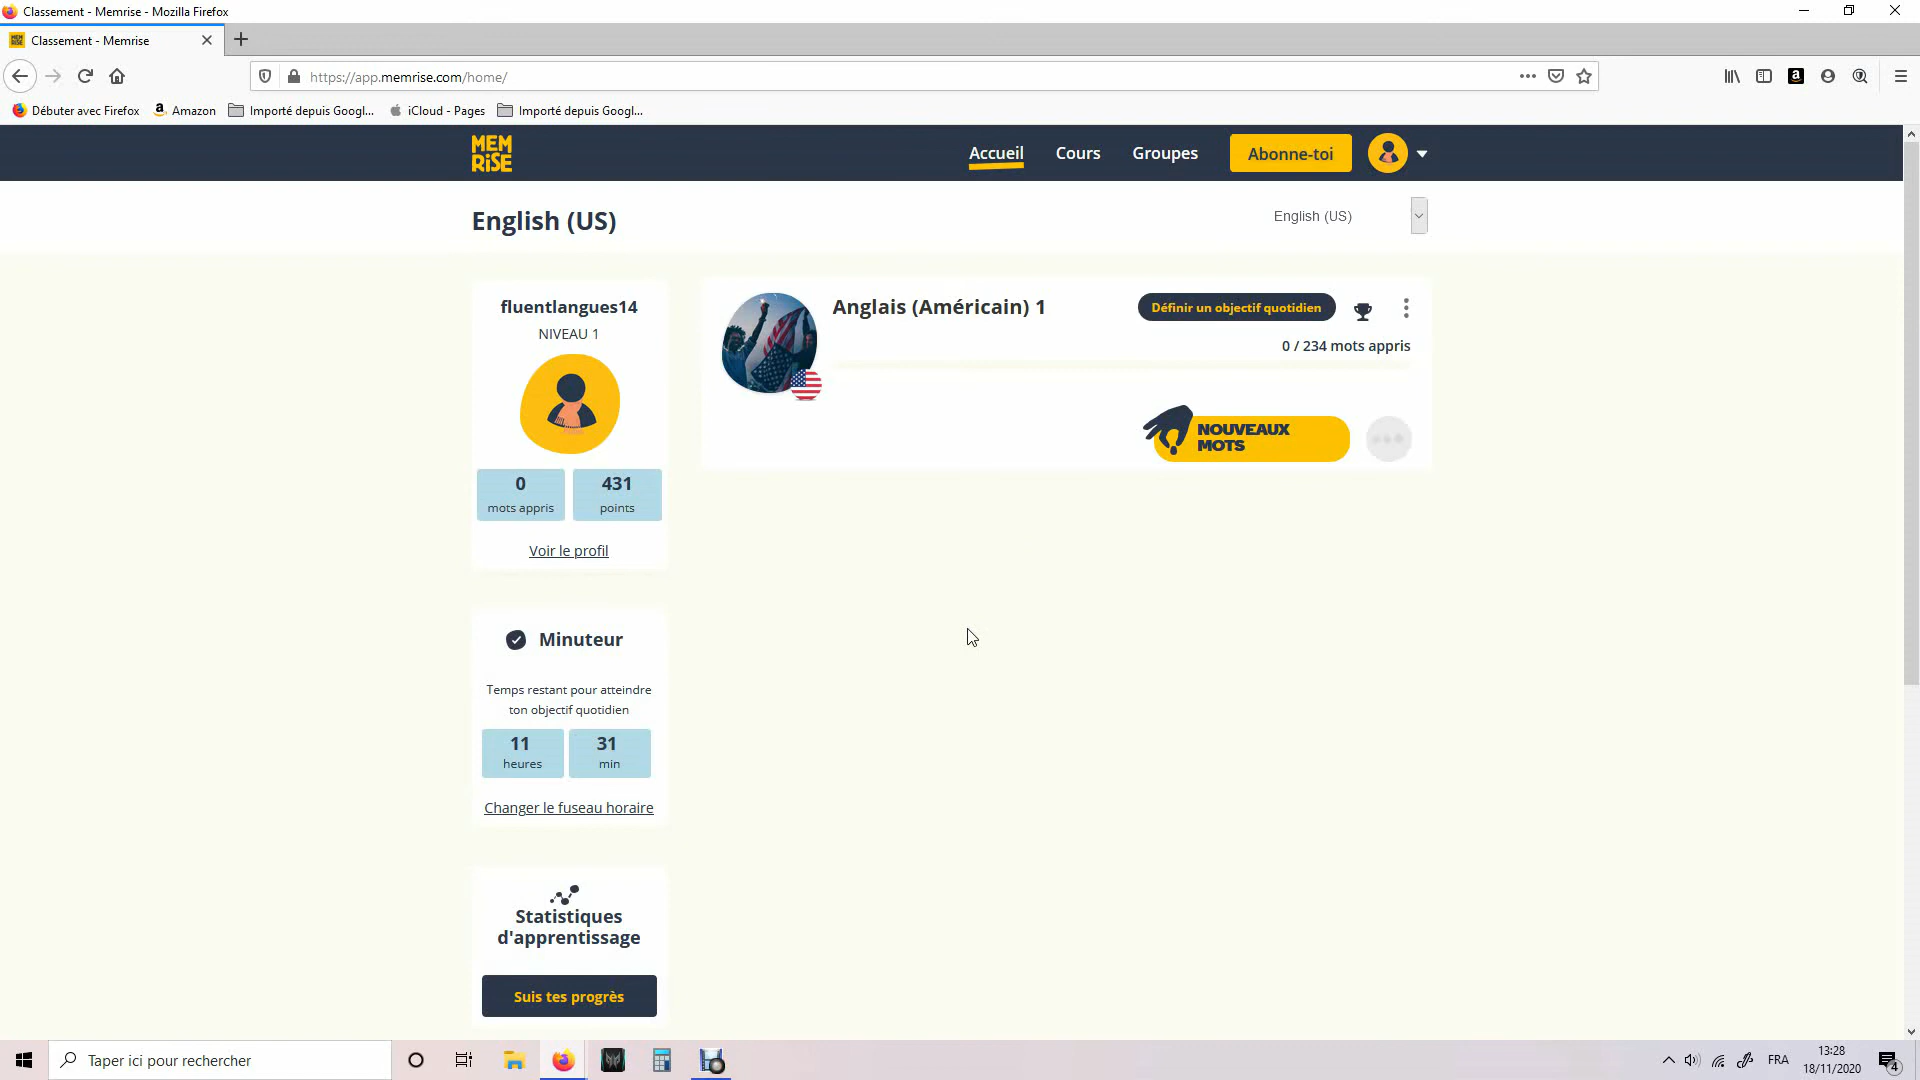 Classement - Memrise - Mozilla Firefox
Classement - Memrise
https://app.memrise.com/home/
Débuter avec Firefox
Amazon
Importé depuis Googl...
iCloud - Pages
Importé depuis Googl...
MEM
RiSE
Accueil
Cours
Groupes
Abonne-toi
English (US)
English (US)
fluentlangues14
NIVEAU 1
0
mots appris
431
points
Voir le profil
Anglais (Américain) 1
Définir un objectif quotidien
0 / 234 mots appris
NOUVEAUX
MOTS
Minuteur
Temps restant pour atteindre
ton objectif quotidien
11
heures
31
min
Changer le fuseau horaire
Statistiques
d'apprentissage
Suis tes progrès
Taper ici pour rechercher
FRA
13:28
18/11/2020
4